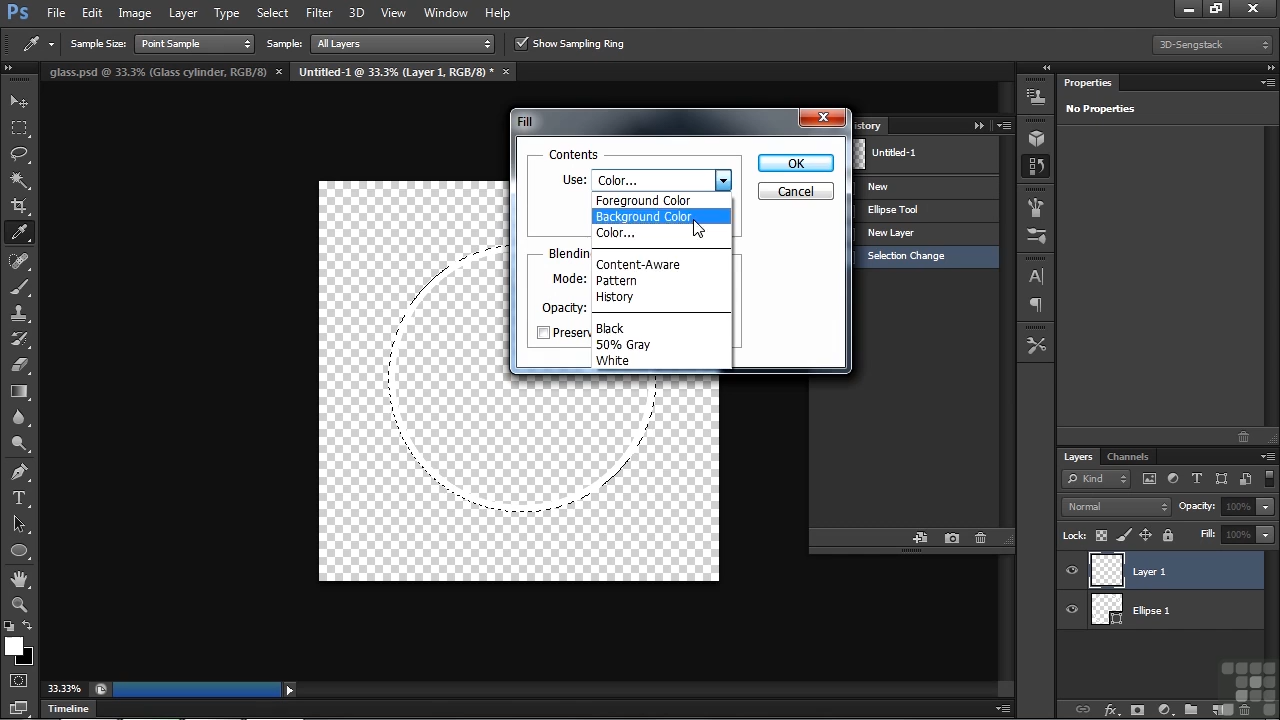 Ps File Edit Image Layer Type Select Filter 3D View Window Help
Sample Size: Point Sample Sample: All Layers Show Sampling Ring 3D-Sengstack
glass.psd @ 33.3% (Glass cylinder, RGB/8) × Untitled-1 @ 33.3% (Layer 1, RGB/8) * ×
Properties
No Properties
Fill
Contents
Use: Color...
OK
Cancel
Foreground Color
Background Color
Color...
Content-Aware
Pattern
History
Black
50% Gray
White
Blending
Mode:
Opacity:
Preserv
istory
Untitled-1
New
Ellipse Tool
New Layer
Selection Change
Layers Channels
Kind
Normal Opacity: 100%
Lock: Fill: 100%
Layer 1
Ellipse 1
fx
T
A
33.33%
Timeline